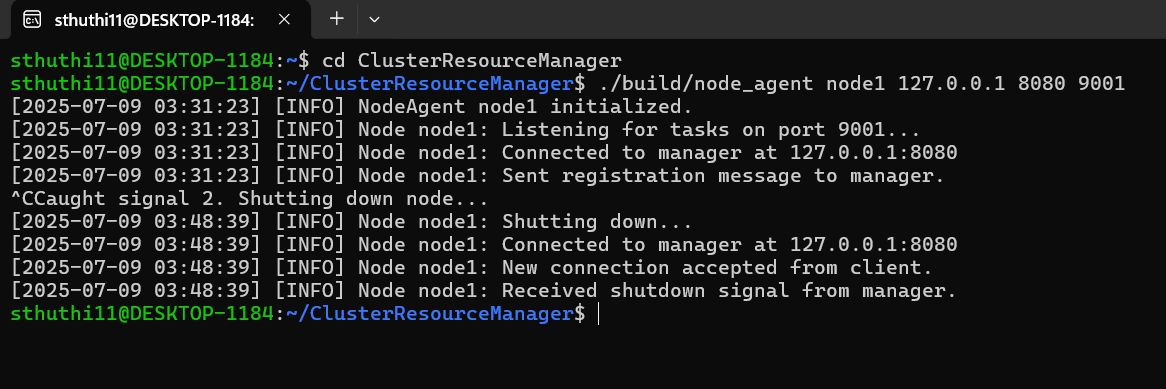 sthuthi11@DESKTOP-1184:
sthuthi11@DESKTOP-1184:~$ cd ClusterResourceManager
sthuthi11@DESKTOP-1184:~/ClusterResourceManager$ ./build/node_agent node1 127.0.0.1 8080 9001
[2025-07-09 03:31:23] [INFO] NodeAgent node1 initialized.
[2025-07-09 03:31:23] [INFO] Node node1: Listening for tasks on port 9001...
[2025-07-09 03:31:23] [INFO] Node node1: Connected to manager at 127.0.0.1:8080
[2025-07-09 03:31:23] [INFO] Node node1: Sent registration message to manager.
^CCaught signal 2. Shutting down node...
[2025-07-09 03:48:39] [INFO] Node node1: Shutting down...
[2025-07-09 03:48:39] [INFO] Node node1: Connected to manager at 127.0.0.1:8080
[2025-07-09 03:48:39] [INFO] Node node1: New connection accepted from client.
[2025-07-09 03:48:39] [INFO] Node node1: Received shutdown signal from manager.
sthuthi11@DESKTOP-1184:~/ClusterResourceManager$